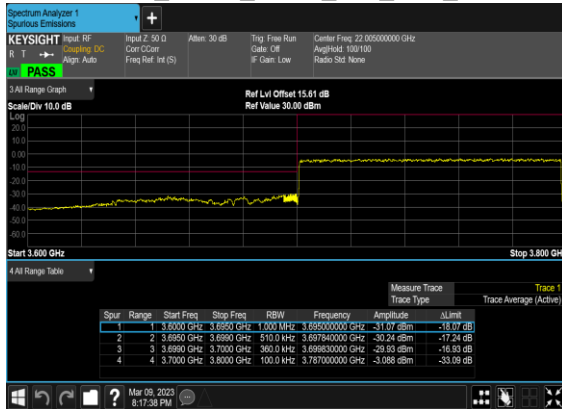 Spectrum Analyzer 1
Spurious Emissions
+
KEYSIGHT Input: RF Input Z: 50 Ω Atten: 30 dB Trig: Free Run Center Freq: 22.005000000 GHz
R T Coupling: DC Corr CCorr Gate: Off Avg|Hold: 100/100
Align: Auto Freq Ref: Int (S) IF Gain: Low Radio Std: None
PASS
3 All Range Graph
Ref Lvl Offset 15.61 dB
Scale/Div 10.0 dB Ref Value 30.00 dBm
Log
20.0
10.0
0.00
-10.0
-20.0
-30.0
-40.0
-50.0
-60.0
Start 3.600 GHz Stop 3.800 GH
4 All Range Table
Measure Trace Trace 1
Trace Type Trace Average (Active)
Spur Range Start Freq Stop Freq RBW Frequency Amplitude ΔLimit
1 1 3.6000 GHz 3.6950 GHz 1.000 MHz 3.695000000 GHz -31.07 dBm -18.07 dB
2 2 3.6950 GHz 3.6990 GHz 510.0 kHz 3.697840000 GHz -30.24 dBm -17.24 dB
3 3 3.6990 GHz 3.7000 GHz 360.0 kHz 3.699830000 GHz -29.93 dBm -16.93 dB
4 4 3.7000 GHz 3.8000 GHz 100.0 kHz 3.787000000 GHz -3.088 dBm -33.09 dB
? Mar 09, 2023
8:17:38 PM